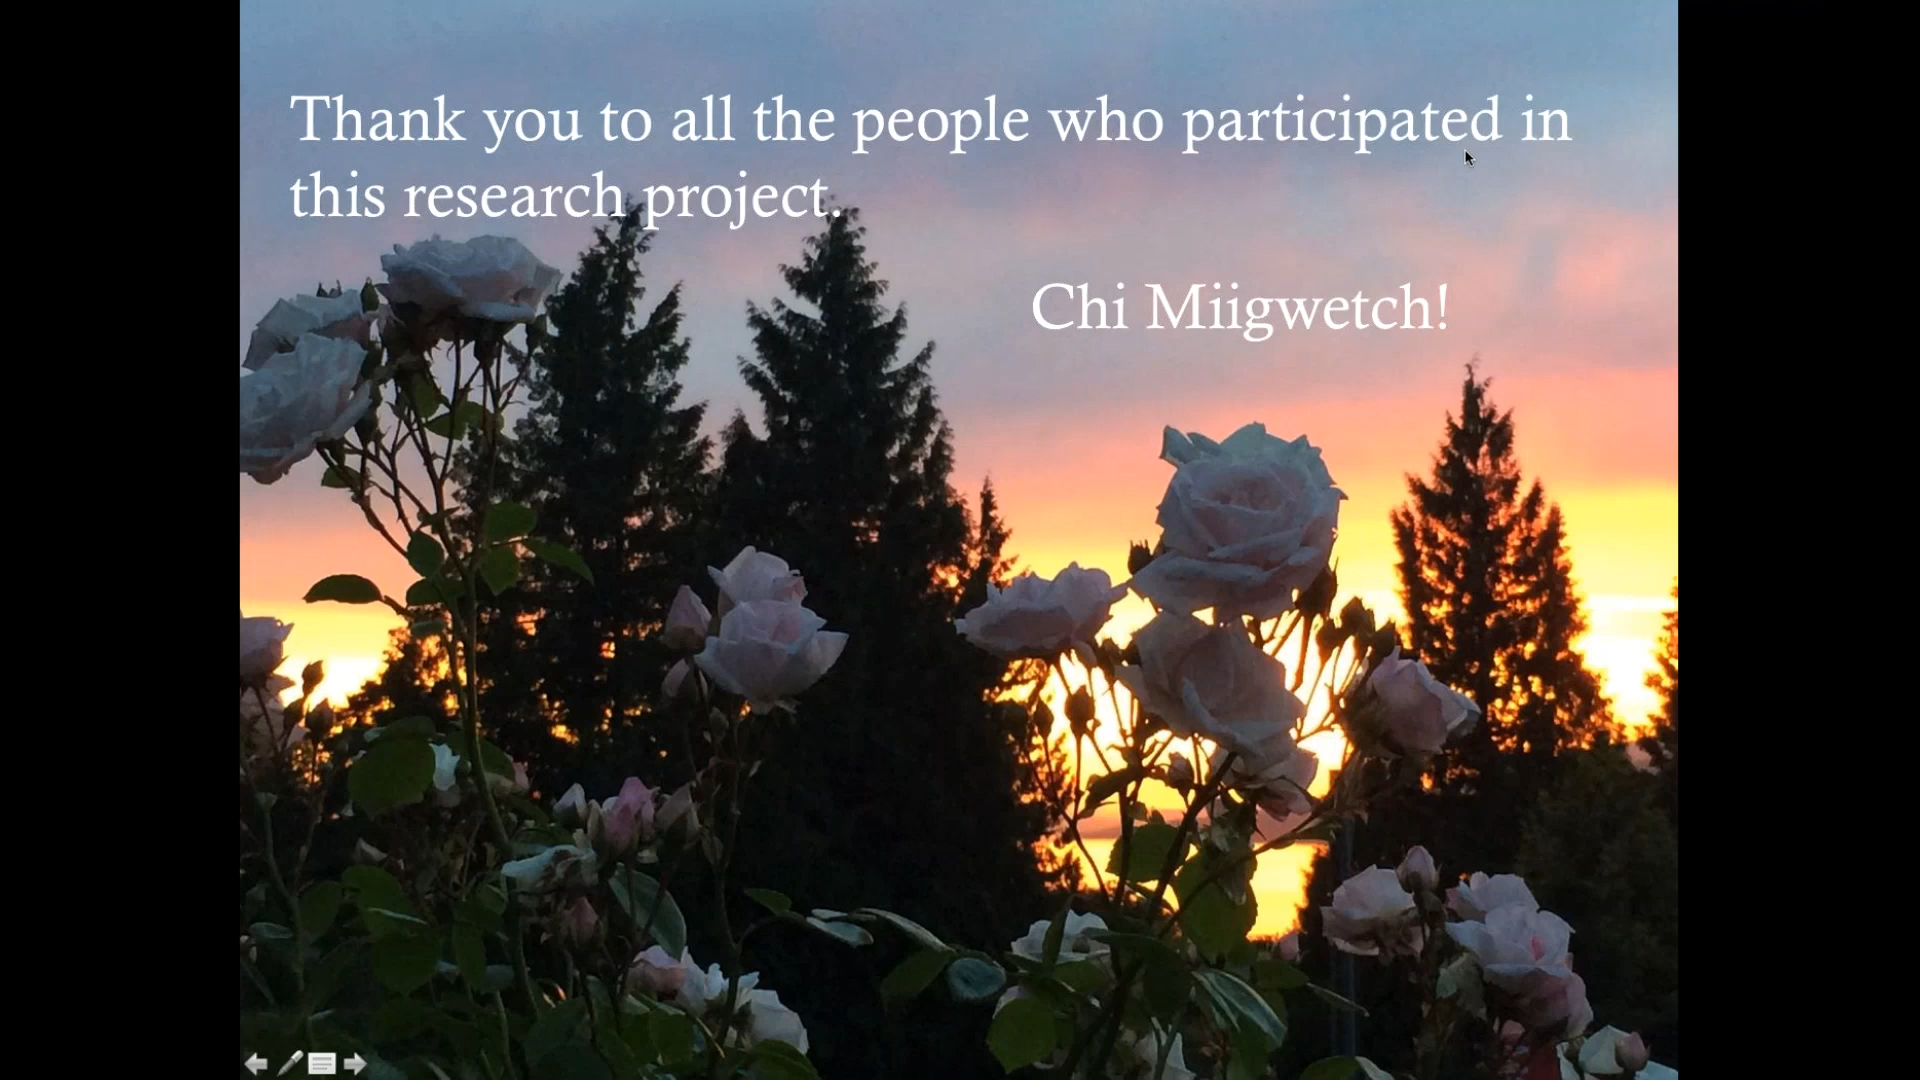 Thank you to all the people who participated in
this research project.
Chi Miigwetch!